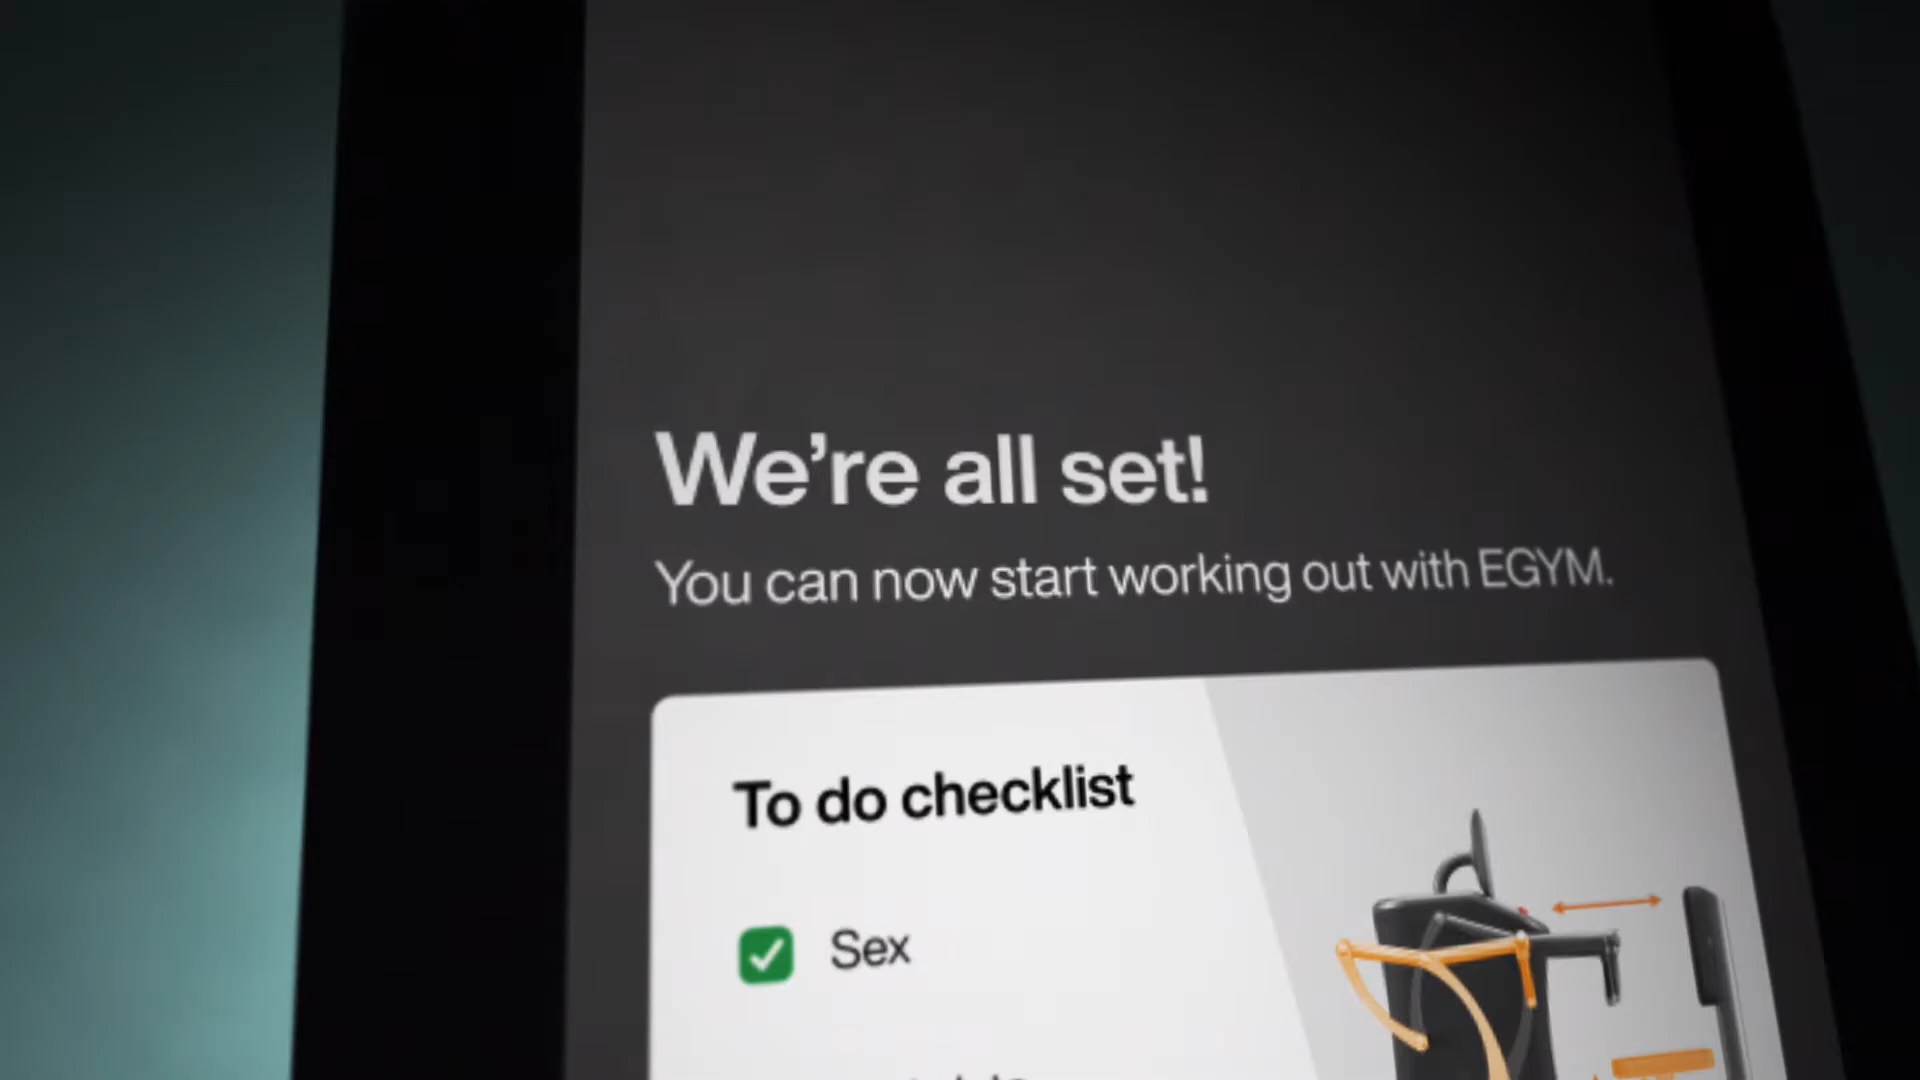 We’re all set!
You can now start working out with EGYM.
To do checklist
Sex